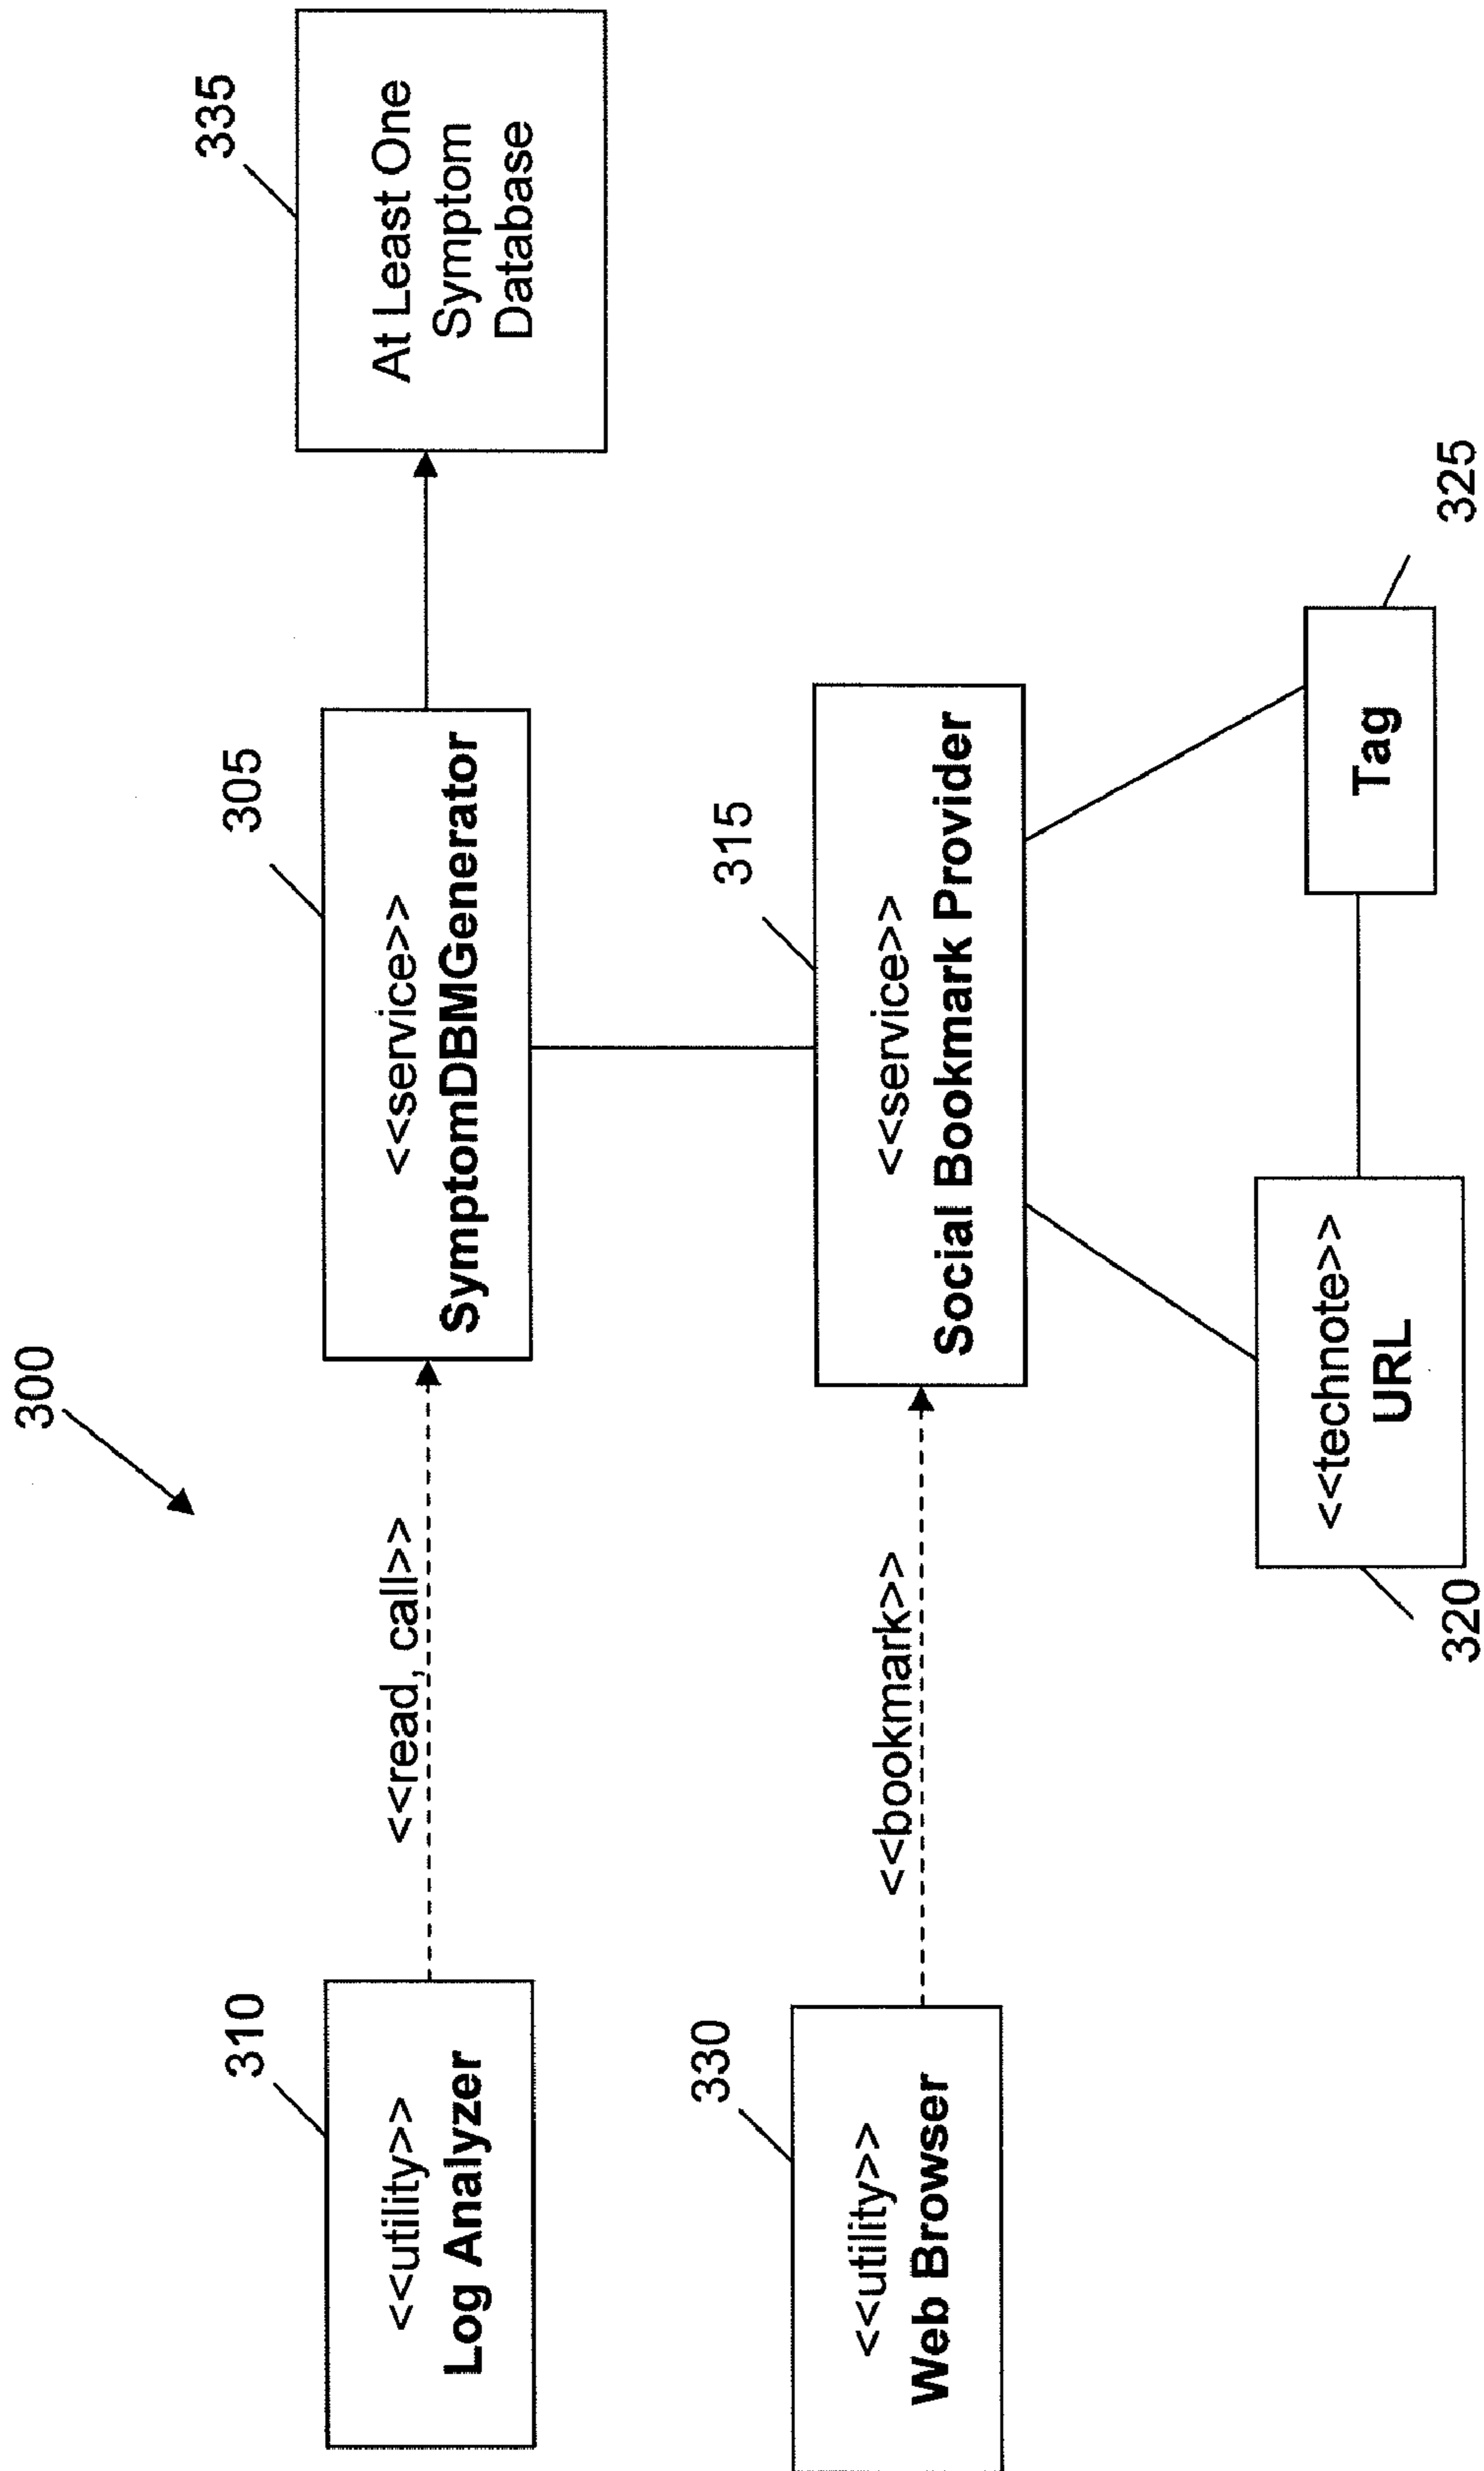 300
310
<<utility>>
Log Analyzer
<<read, call>>
305
<<service>>
SymptomDBMGenerator
335
At Least One
Symptom
Database
330
<<utility>>
Web Browser
<<bookmark>>
315
<<service>>
Social Bookmark Provider
320
<<technote>>
URL
Tag
325